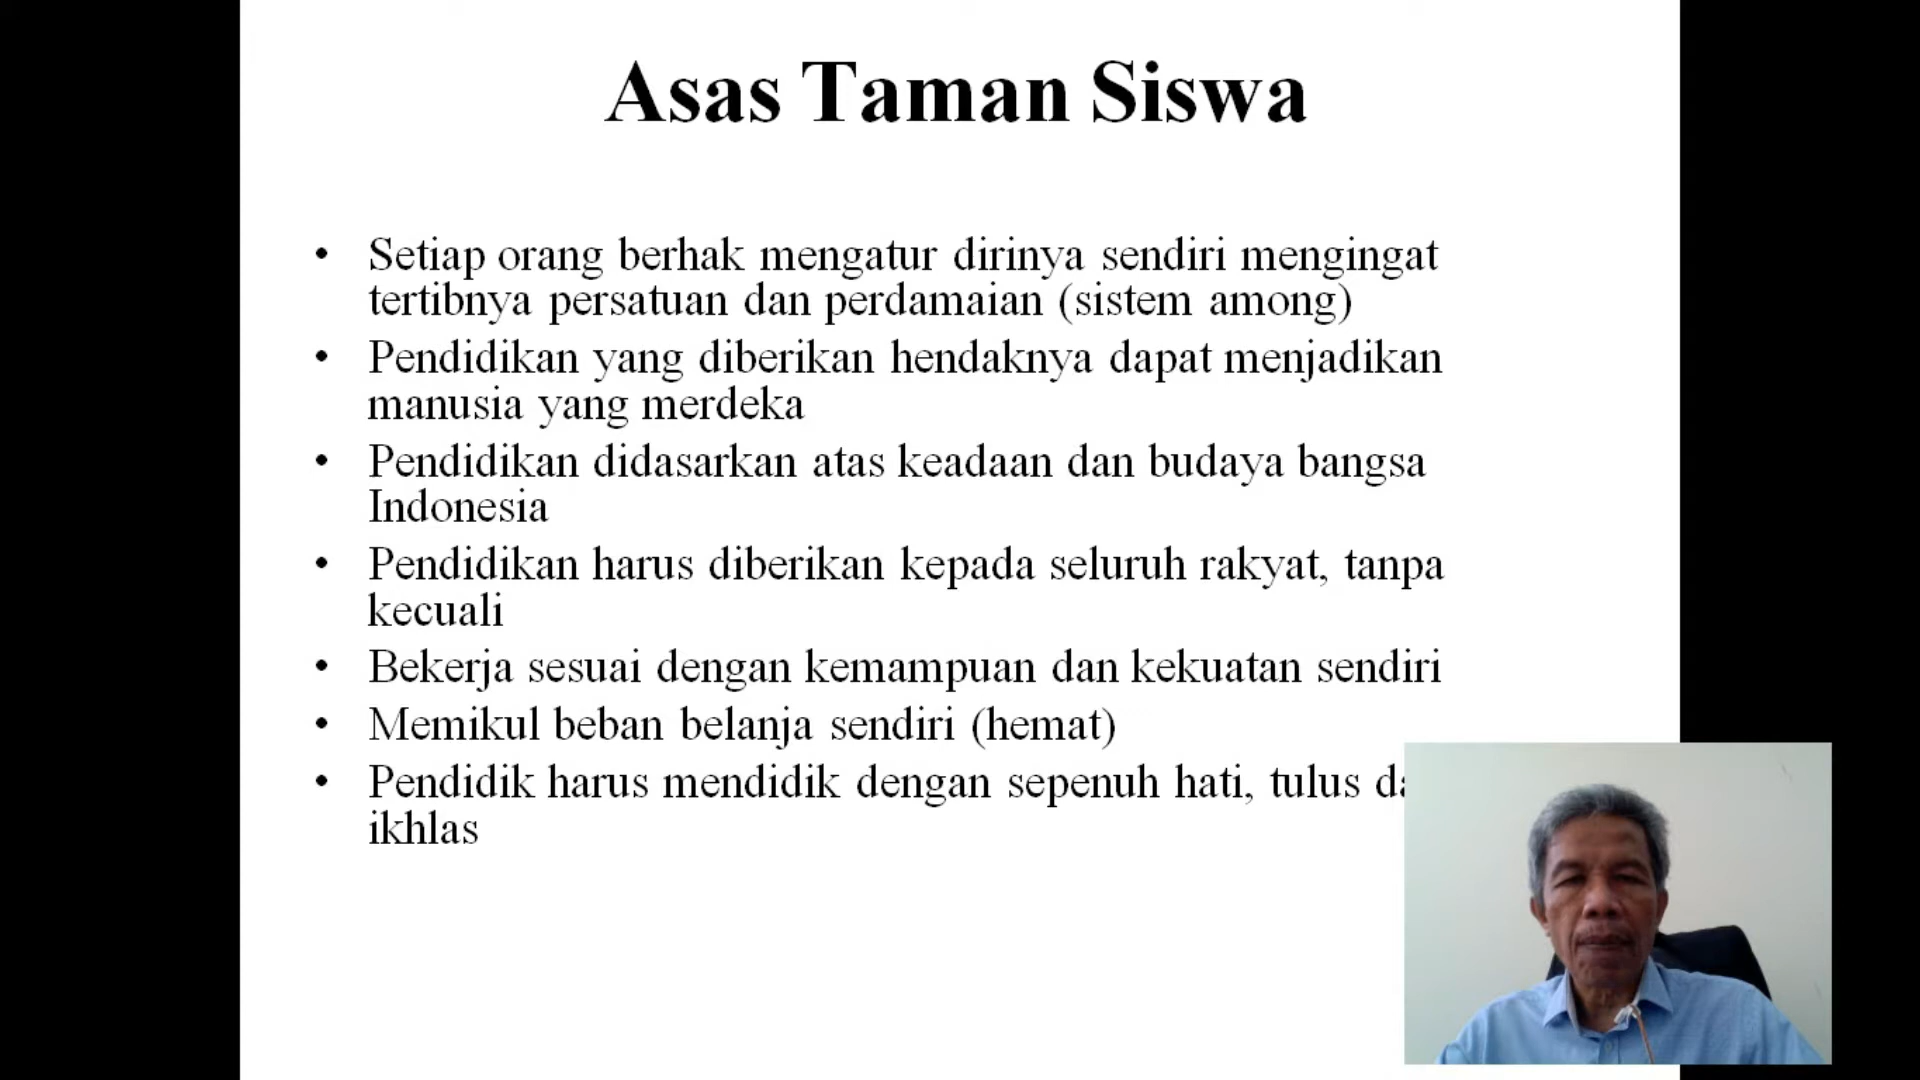 Asas Taman Siswa
• Setiap orang berhak mengatur dirinya sendiri mengingat
tertibnya persatuan dan perdamaian (sistem among)
• Pendidikan yang diberikan hendaknya dapat menjadikan
manusia yang merdeka
• Pendidikan didasarkan atas keadaan dan budaya bangsa
Indonesia
• Pendidikan harus diberikan kepada seluruh rakyat, tanpa
kecuali
• Bekerja sesuai dengan kemampuan dan kekuatan sendiri
• Memikul beban belanja sendiri (hemat)
• Pendidik harus mendidik dengan sepenuh hati, tulus
ikhlas